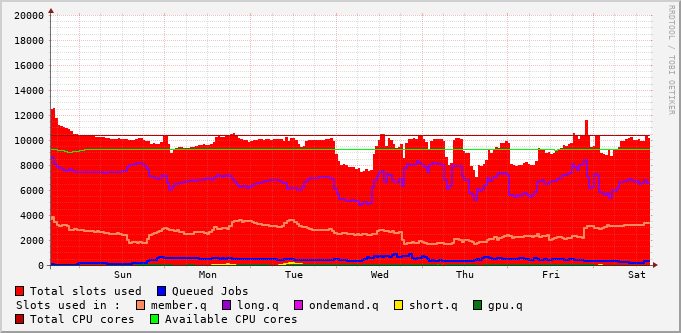 20000
18000
16000
14000
12000
10000
8000
6000
4000
2000
0
Sun Mon Tue Wed Thu Fri Sat
Total slots used Queued Jobs
Slots used in : member.q long.q ondemand.q short.q gpu.q
Total CPU cores Available CPU cores
RRDTOOL / TOBI OETIKER